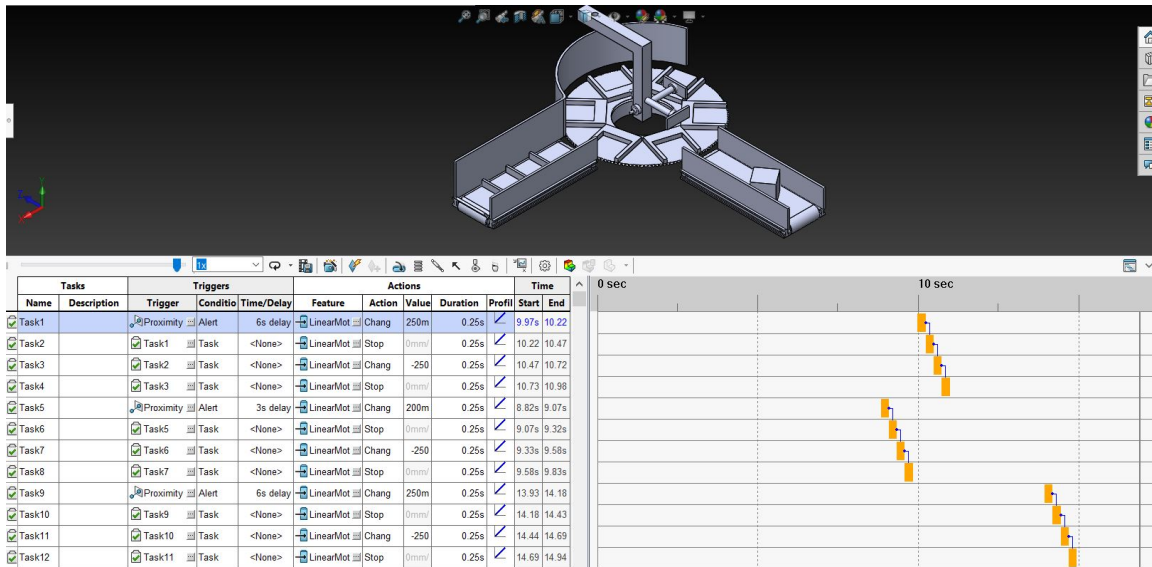 1x
0 sec 10 sec
Tasks Triggers Actions Time
Name Description Trigger Conditio Time/Delay Feature Action Value Duration Profil Start End
Task1 Proximity Alert 6s delay LinearMot Chang 250m 0.25s 9.97s 10.22
Task2 Task1 Task <None> LinearMot Stop 0mm/ 0.25s 10.22 10.47
Task3 Task2 Task <None> LinearMot Chang -250 0.25s 10.47 10.72
Task4 Task3 Task <None> LinearMot Stop 0mm/ 0.25s 10.73 10.98
Task5 Proximity Alert 3s delay LinearMot Chang 200m 0.25s 8.82s 9.07s
Task6 Task5 Task <None> LinearMot Stop 0mm/ 0.25s 9.07s 9.32s
Task7 Task6 Task <None> LinearMot Chang -250 0.25s 9.33s 9.58s
Task8 Task7 Task <None> LinearMot Stop 0mm/ 0.25s 9.58s 9.83s
Task9 Proximity Alert 6s delay LinearMot Chang 250m 0.25s 13.93 14.18
Task10 Task9 Task <None> LinearMot Stop 0mm/ 0.25s 14.18 14.43
Task11 Task10 Task <None> LinearMot Chang -250 0.25s 14.44 14.69
Task12 Task11 Task <None> LinearMot Stop 0mm/ 0.25s 14.69 14.94